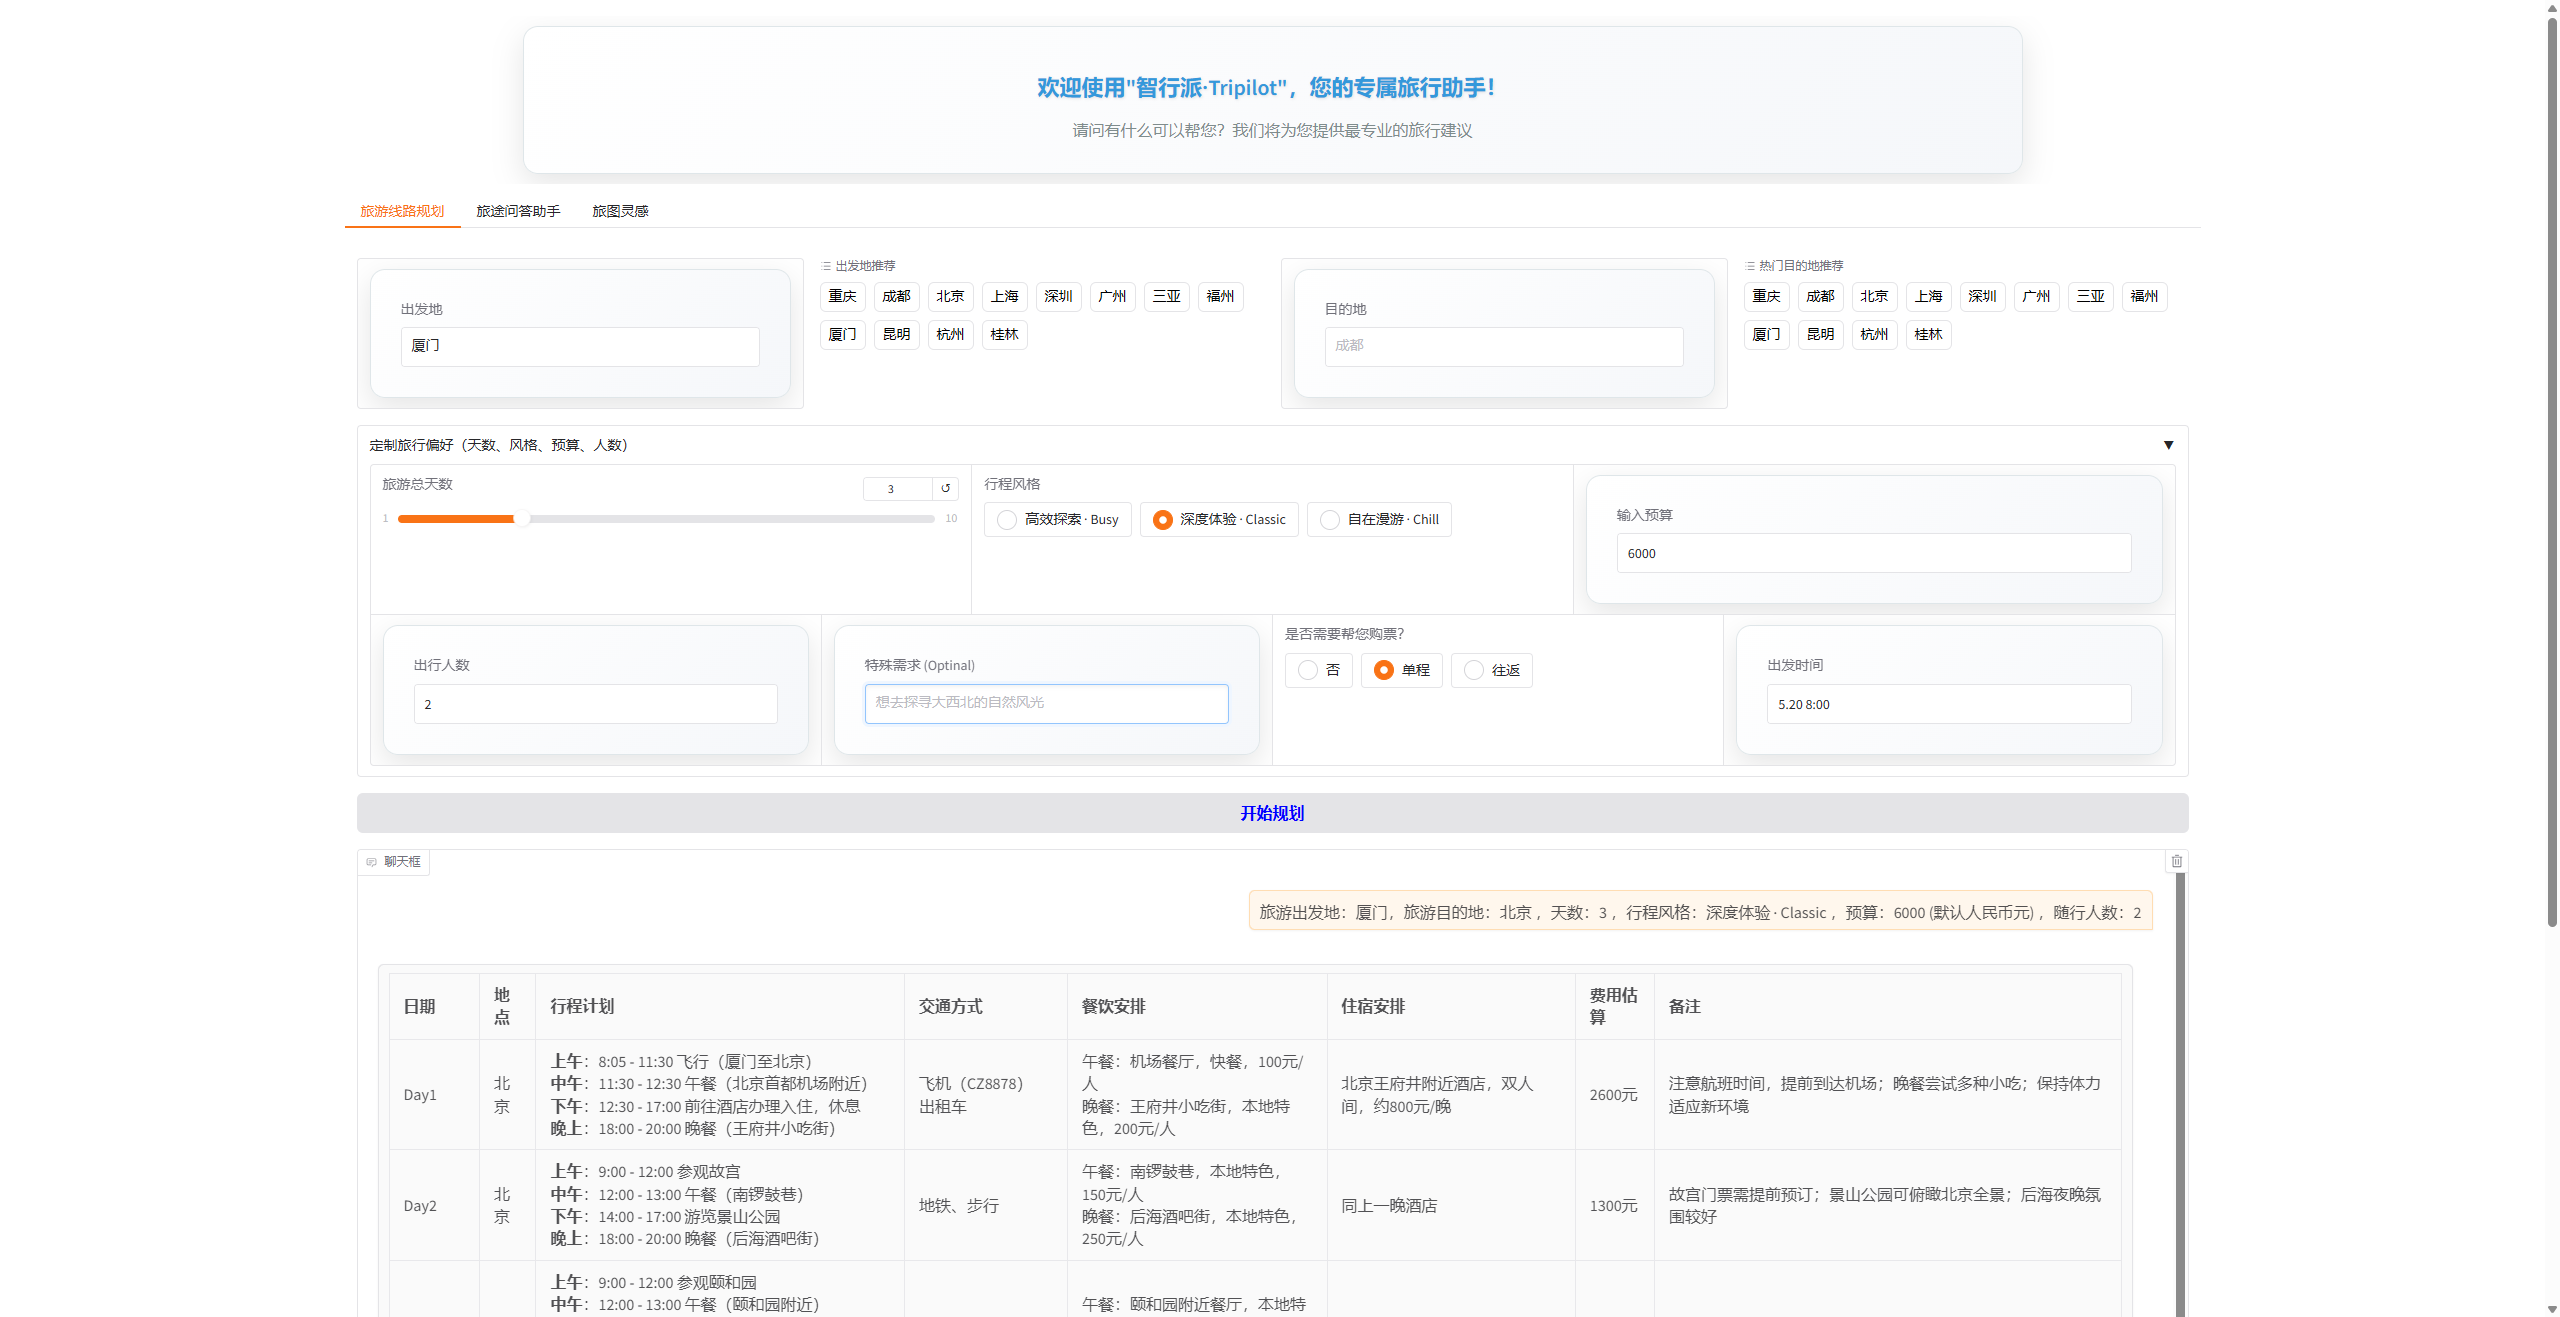 欢迎使用"智行派·Tripilot"，您的专属旅行助手！
请问有什么可以帮您？我们将为您提供最专业的旅行建议
旅游线路规划 旅途问答助手 旅图灵感
出发地
厦门
出发地推荐
重庆 成都 北京 上海 深圳 广州 三亚 福州
厦门 昆明 杭州 桂林
目的地
成都
热门目的地推荐
重庆 成都 北京 上海 深圳 广州 三亚 福州
厦门 昆明 杭州 桂林
定制旅行偏好（天数、风格、预算、人数） ▼
旅游总天数 3 ↺
1 10
行程风格
高效探索 · Busy 深度体验 · Classic 自在漫游 · Chill
输入预算
6000
出行人数
2
特殊需求 (Optinal)
想去探寻大西北的自然风光
是否需要帮您购票？
否 单程 往返
出发时间
5.20 8:00
开始规划
聊天框
旅游出发地：厦门，旅游目的地：北京 ，天数：3 ，行程风格：深度体验 · Classic ，预算：6000 (默认人民币元) ，随行人数：2
日期
地
点
行程计划
交通方式
餐饮安排
住宿安排
费用估
算
备注
Day1
北
京
上午：8:05 - 11:30 飞行（厦门至北京）
中午：11:30 - 12:30 午餐（北京首都机场附近）
下午：12:30 - 17:00 前往酒店办理入住，休息
晚上：18:00 - 20:00 晚餐（王府井小吃街）
飞机（CZ8878）
出租车
午餐：机场餐厅，快餐，100元/
人
晚餐：王府井小吃街，本地特
色，200元/人
北京王府井附近酒店，双人
间，约800元/晚
2600元
注意航班时间，提前到达机场；晚餐尝试多种小吃；保持体力
适应新环境
Day2
北
京
上午：9:00 - 12:00 参观故宫
中午：12:00 - 13:00 午餐（南锣鼓巷）
下午：14:00 - 17:00 游览景山公园
晚上：18:00 - 20:00 晚餐（后海酒吧街）
地铁、步行
午餐：南锣鼓巷，本地特色，
150元/人
晚餐：后海酒吧街，本地特色，
250元/人
同上一晚酒店
1300元
故宫门票需提前预订；景山公园可俯瞰北京全景；后海夜晚氛
围较好
上午：9:00 - 12:00 参观颐和园
中午：12:00 - 13:00 午餐（颐和园附近）
午餐：颐和园附近餐厅，本地特